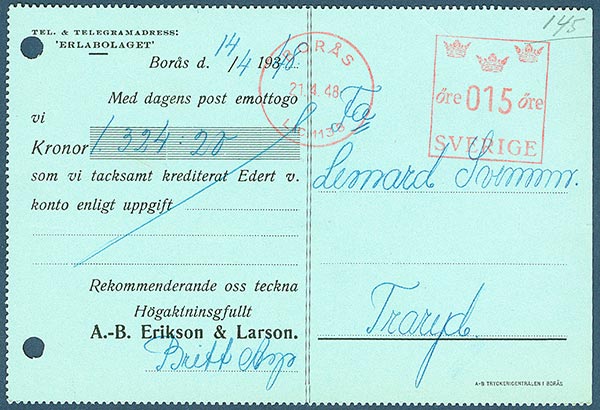 TEL. & TELEGRAMADRESS:
'ERLABOLAGET'
Borås d. 14/4 1948.
Med dagens post emottogo
vi
Kronor 1.324:20
som vi tacksamt krediterat Edert v.
konto enligt uppgift
Rekommenderande oss teckna
Högaktningsfullt
A.-B. Erikson & Larson.
Britt
145
BORÅS
21.4.48
öre 015 öre
SVERIGE
Fa
Lennard
Traryd.
A-B TRYCKERICENTRALEN I BORÅS